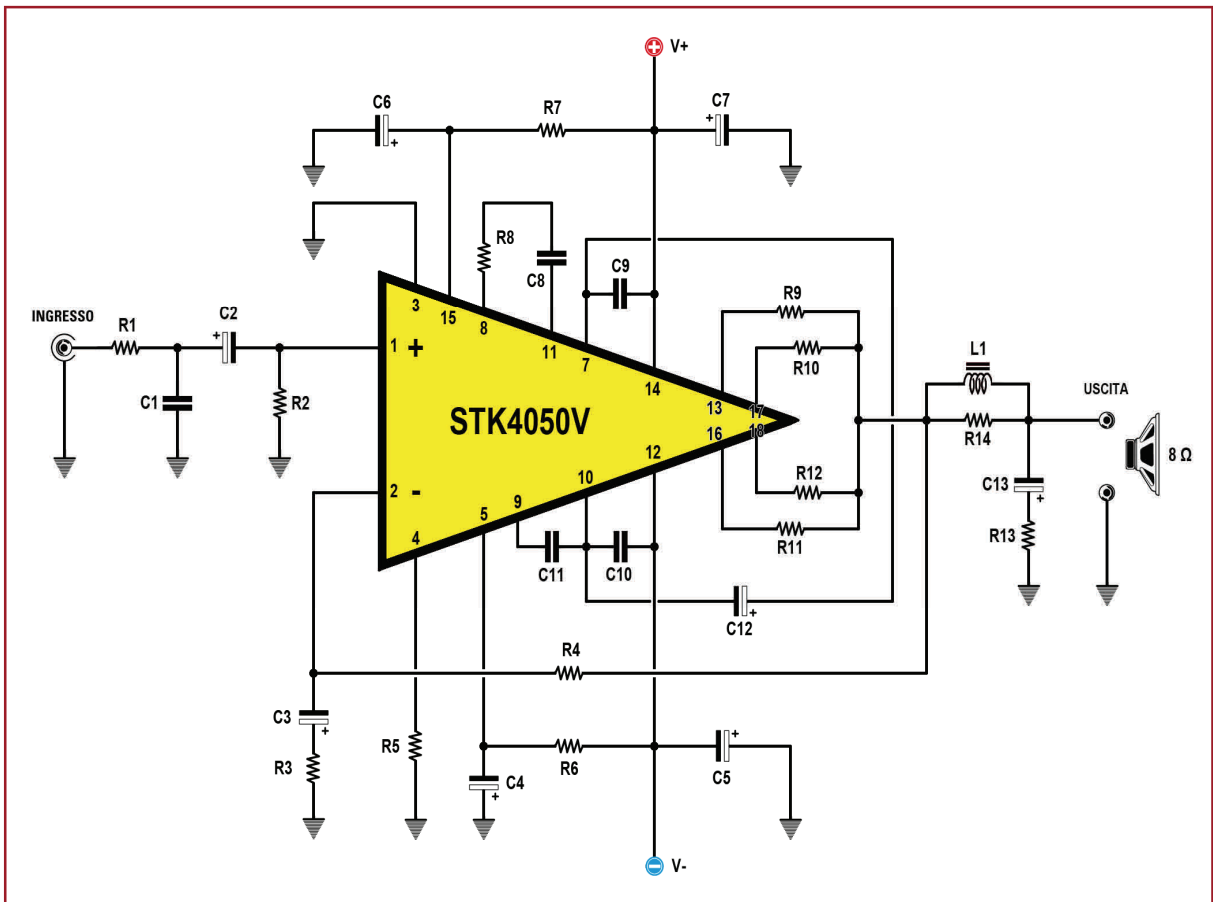 V+
C6
R7
C7
+
+
R8
C8
C9
INGRESSO
R1
C2
+
C1
R2
3
15
8
11
7
14
1 +
2 -
STK4050V
13
17
16
18
12
10
9
5
4
R9
R10
R12
R11
L1
R14
USCITA
8 Ω
C13
+
R13
C11
C10
C12
+
R4
C3
+
R3
R5
C4
+
R6
C5
+
V-